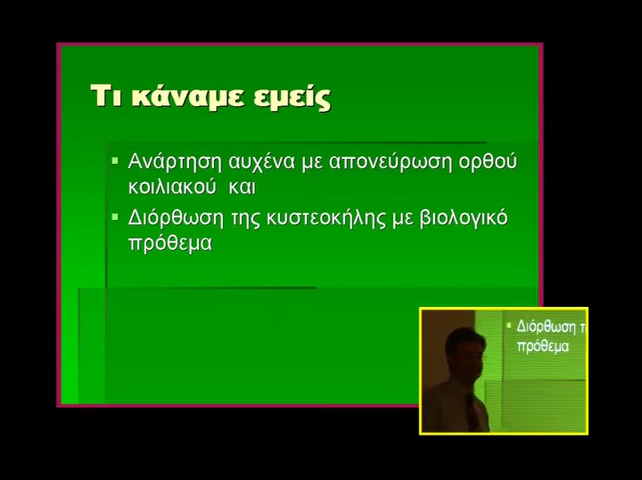 Τι κάναμε εμείς
▪ Ανάρτηση αυχένα με απονεύρωση ορθού
κοιλιακού και
▪ Διόρθωση της κυστεοκήλης με βιολογικό
πρόθεμα
▪ Διόρθωση τ
πρόθεμα